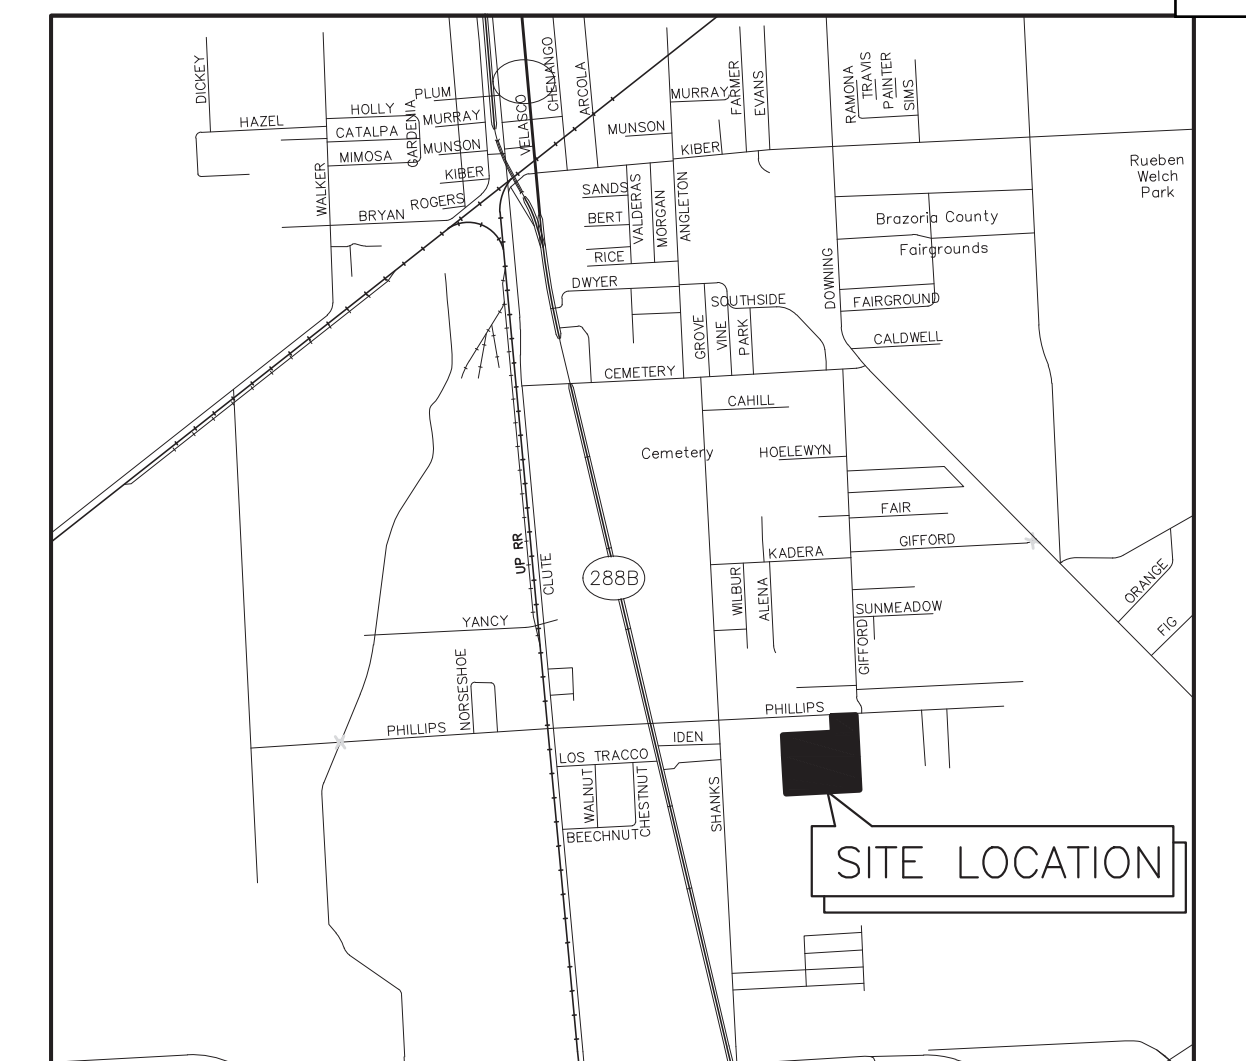 DICKEY
HAZEL
HOLLY
CATALPA
MIMOSA
GARDENIA
PLUM
MURRAY
MUNSON
KIBER
ROGERS
BRYAN
WALKER
VELASCO
CHENANGO
ARCOLA
MURRAY
MUNSON
KIBER
FARMER
EVANS
RAMONA
TRAVIS
PAINTER
SIMS
Rueben
Welch
Park
SANDS
BERT
RICE
VALDERAS
MORGAN
ANGLETON
DWYER
SOUTHSIDE
GROVE
VINE
PARK
DOWNING
Brazoria County
Fairgrounds
FAIRGROUND
CALDWELL
CEMETERY
CAHILL
Cemetery
HOELEWYN
FAIR
GIFFORD
KADERA
UP RR
CLUTE
288B
WILBUR
ALENA
ORANGE
FIG
SUNMEADOW
GIFFORD
YANCY
NORSESHOE
PHILLIPS
PHILLIPS
IDEN
LOS TRACCO
WALNUT
CHESTNUT
BEECHNUT
SHANKS
SITE LOCATION